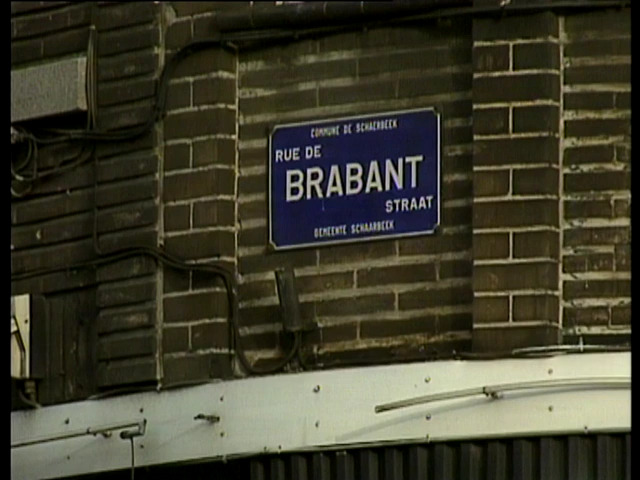 COMMUNE DE SCHAERBEEK
RUE DE
BRABANT
STRAAT
GEMEENTE SCHAARBEEK